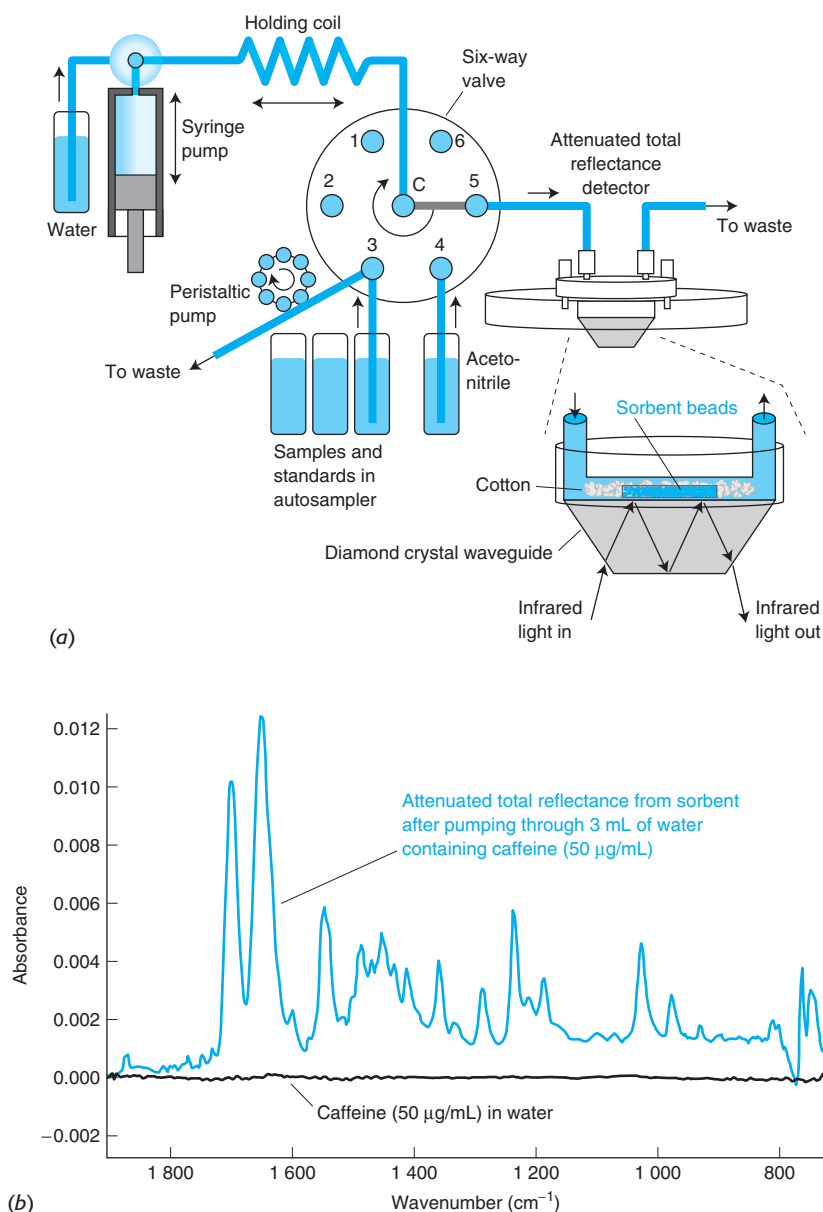 Holding coil
Six-way
valve
Syringe
pump
Water
1
6
2
C
5
3
4
Attenuated total
reflectance
detector
To waste
Peristaltic
pump
To waste
Aceto-
nitrile
Samples and
standards in
autosampler
Sorbent beads
Cotton
Diamond crystal waveguide
Infrared
light in
Infrared
light out
(a)
0.012
0.010
0.008
0.006
0.004
0.002
0.000
−0.002
Absorbance
Attenuated total reflectance from sorbent
after pumping through 3 mL of water
containing caffeine (50 μg/mL)
Caffeine (50 μg/mL) in water
1 800
1 600
1 400
1 200
1 000
800
Wavenumber (cm⁻¹)
(b)